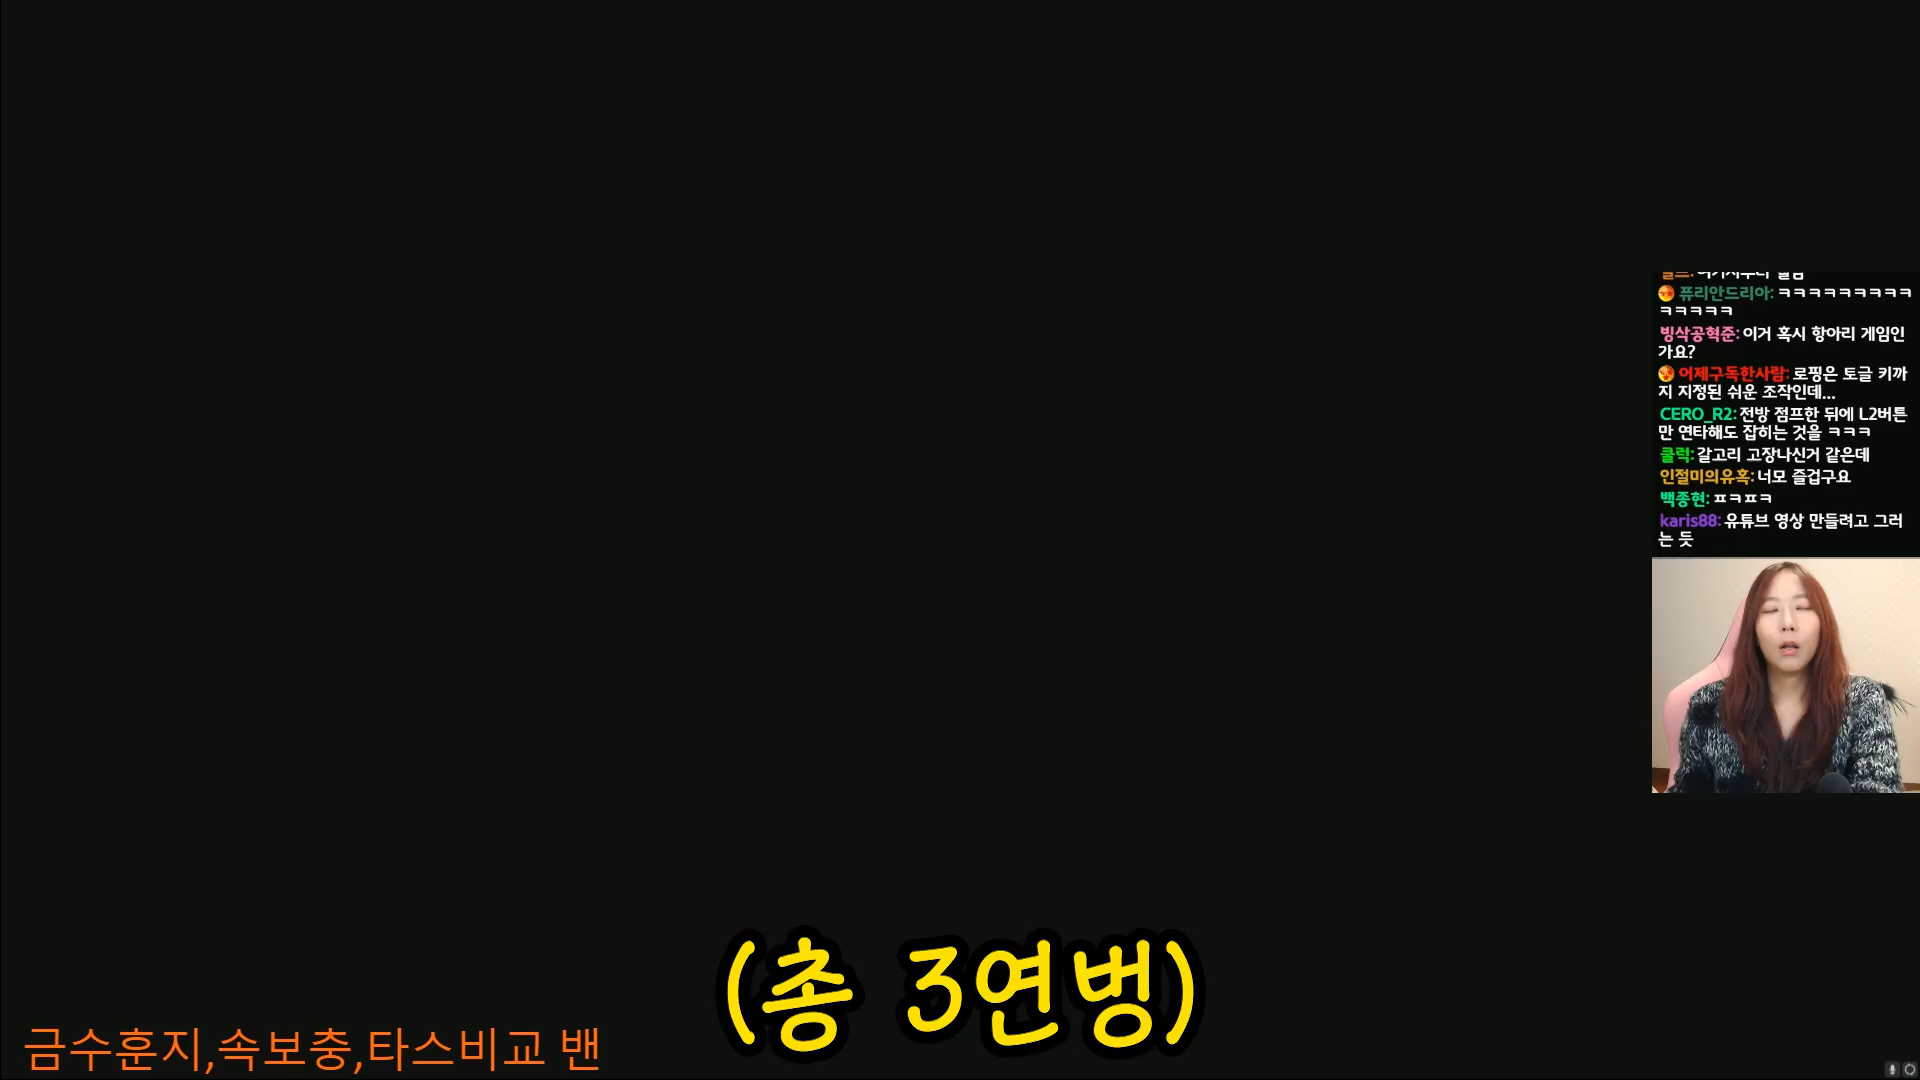 퓨리안드리아: ㅋㅋㅋㅋㅋㅋㅋㅋㅋ
ㅋㅋㅋㅋㅋ
빙삭공혁준: 이거 혹시 항아리 게임인
가요?
어제구독한사람: 로핑은 토글 키까
지 지정된 쉬운 조작인데...
CERO_R2: 전방 점프한 뒤에 L2버튼
만 연타해도 잡히는 것을 ㅋㅋㅋ
쿨럭: 갈고리 고장나신거 같은데
인절미의유혹: 너모 즐겁구요
백종현: ㅍㅋㅍㅋ
karis88: 유튜브 영상 만들려고 그러
는 듯
(총 3연벙)
금수훈지,속보충,타스비교 밴